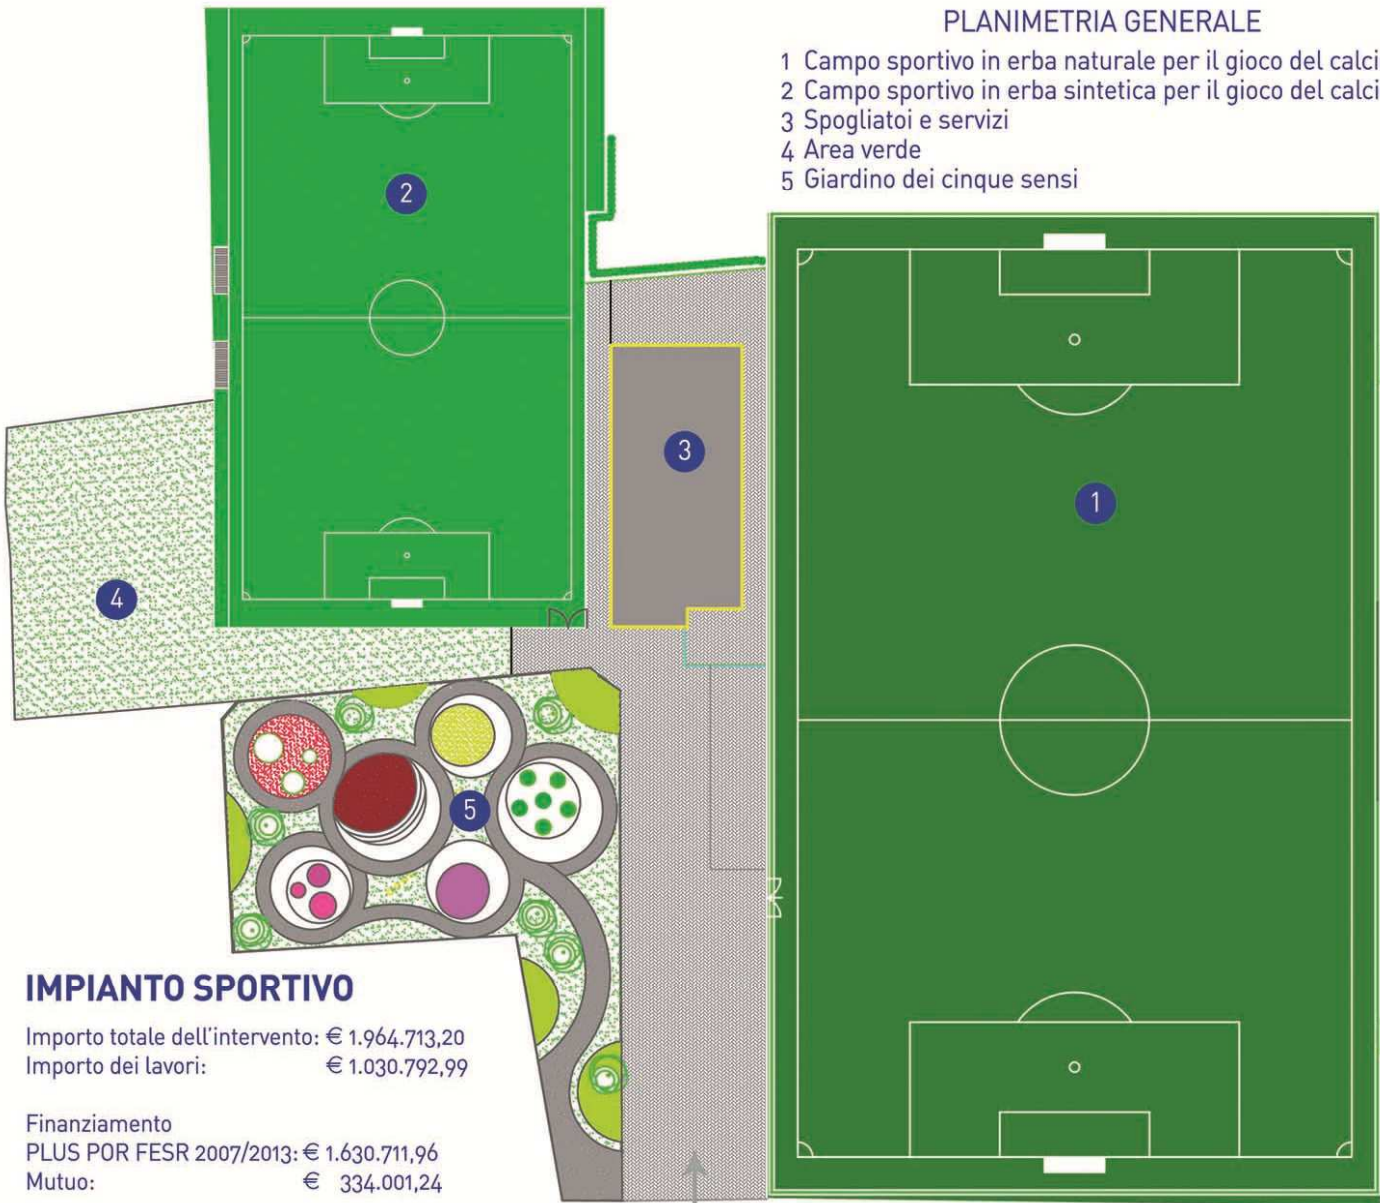 PLANIMETRIA GENERALE
1 Campo sportivo in erba naturale per il gioco del calci
2 Campo sportivo in erba sintetica per il gioco del calci
3 Spogliatoi e servizi
4 Area verde
5 Giardino dei cinque sensi
2
3
1
4
5
IMPIANTO SPORTIVO
Importo totale dell'intervento: € 1.964.713,20
Importo dei lavori: € 1.030.792,99
Finanziamento
PLUS POR FESR 2007/2013: € 1.630.711,96
Mutuo: € 334.001,24